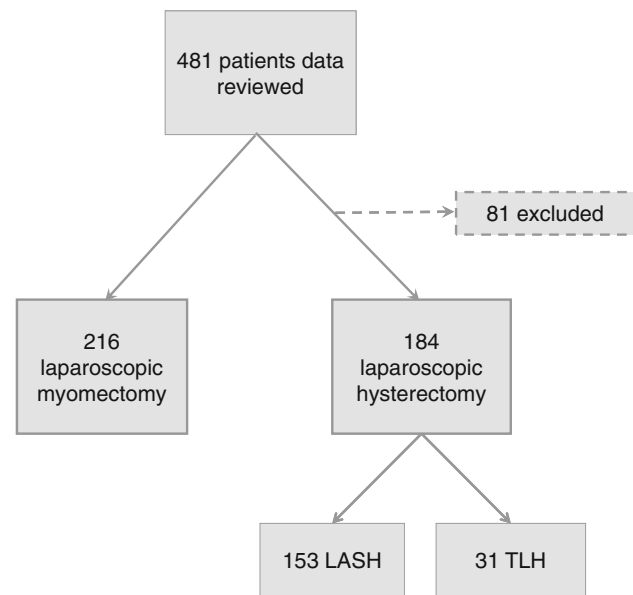 481 patients data
reviewed
81 excluded
216
laparoscopic
myomectomy
184
laparoscopic
hysterectomy
153 LASH
31 TLH